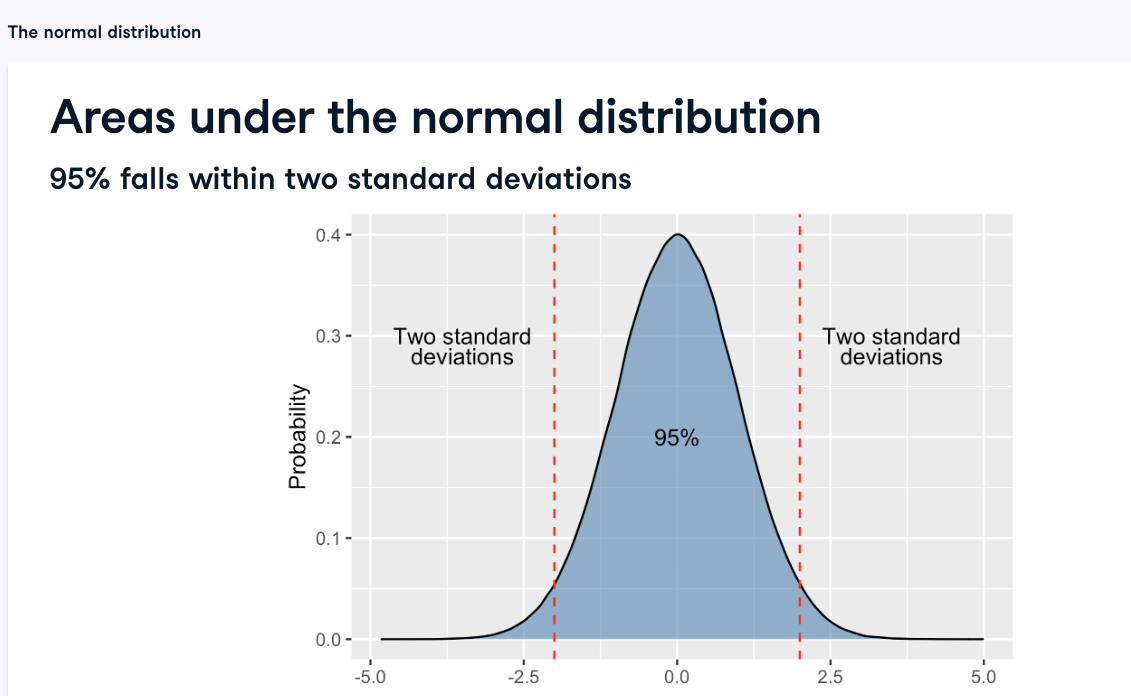 The normal distribution
Areas under the normal distribution
95% falls within two standard deviations
0.4
0.3
0.2
0.1
0.0
Probability
Two standard
deviations
Two standard
deviations
95%
-5.0
-2.5
0.0
2.5
5.0